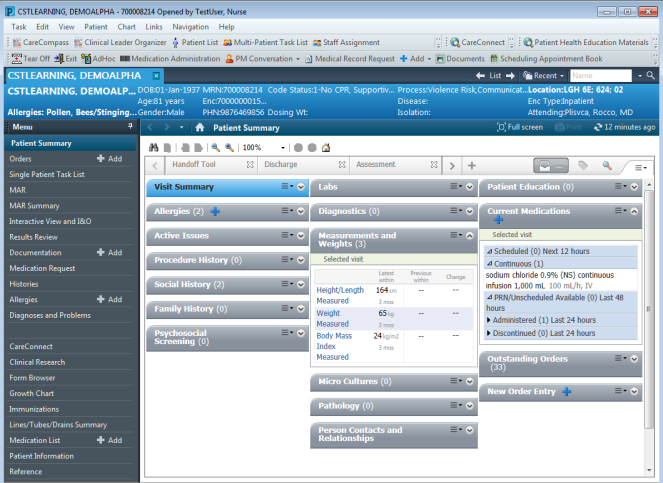 CSTLEARNING, DEMOALPHA - 700008214 Opened by TestUser, Nurse
Task Edit View Patient Chart Links Navigation Help
CareCompass Clinical Leader Organizer Patient List Multi-Patient Task List Staff Assignment CareConnect Patient Health Education Materials
Tear Off Exit AdHoc Medication Administration PM Conversation Medical Record Request Add Documents Scheduling Appointment Book
CSTLEARNING, DEMOALPHA List Recent Name
CSTLEARNING, DEMOALP... DOB:01-Jan-1937 MRN:700008214 Code Status:1-No CPR, Supportiv... Process:Violence Risk,Communicat... Location:LGH 6E; 624; 02
Age:81 years Enc:7000000015... Disease: Enc Type:Inpatient
Allergies: Pollen, Bees/Stinging... Gender:Male PHN:9876469856 Dosing Wt: Isolation: Attending:Plisvca, Rocco, MD
Menu Patient Summary Full screen Print 12 minutes ago
Patient Summary
Orders Add
Single Patient Task List
MAR
MAR Summary
Interactive View and I&O
Results Review
Documentation Add
Medication Request
Histories
Allergies Add
Diagnoses and Problems
CareConnect
Clinical Research
Form Browser
Growth Chart
Immunizations
Lines/Tubes/Drains Summary
Medication List Add
Patient Information
Reference
100%
Handoff Tool Discharge Assessment
Visit Summary
Allergies (2)
Active Issues
Procedure History (0)
Social History (2)
Family History (0)
Psychosocial
Screening (0)
Labs
Diagnostics (0)
Measurements and
Weights (3)
Selected visit
Latest Previous Change
within within
Height/Length 164 cm -- --
Measured 3 mos
Weight 65 kg -- --
Measured 3 mos
Body Mass 24 kg/m2 -- --
Index 3 mos
Measured
Micro Cultures (0)
Pathology (0)
Person Contacts and
Relationships
Patient Education (0)
Current Medications
Selected visit
Scheduled (0) Next 12 hours
Continuous (1)
sodium chloride 0.9% (NS) continuous
infusion 1,000 mL 100 mL/h, IV
PRN/Unscheduled Available (0) Last 48
hours
Administered (1) Last 24 hours
Discontinued (0) Last 24 hours
Outstanding Orders
(33)
New Order Entry